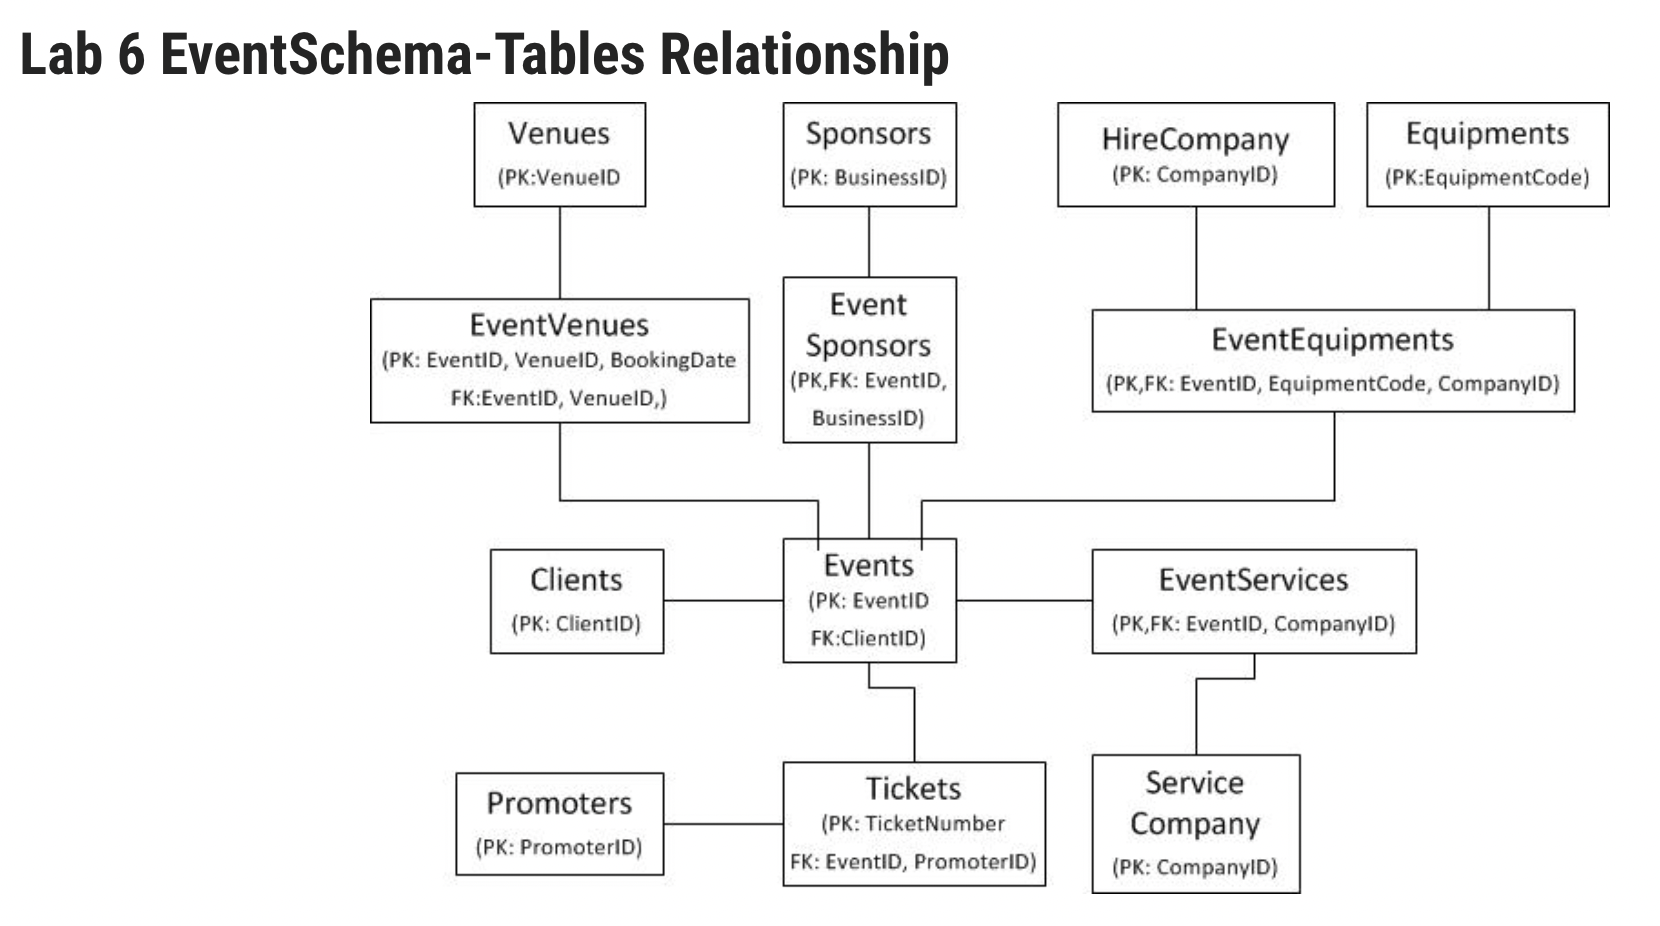 Lab 6 EventSchema-Tables Relationship
Venues
(PK:VenueID
Sponsors
(PK: BusinessID)
HireCompany
(PK: CompanyID)
Equipments
(PK:EquipmentCode)
EventVenues
(PK: EventID, VenueID, BookingDate
FK:EventID, VenueID,)
Event
Sponsors
(PK,FK: EventID,
BusinessID)
EventEquipments
(PK,FK: EventID, EquipmentCode, CompanyID)
Clients
(PK: ClientID)
Events
(PK: EventID
FK:ClientID)
EventServices
(PK,FK: EventID, CompanyID)
Promoters
(PK: PromoterID)
Tickets
(PK: TicketNumber
FK: EventID, PromoterID)
Service
Company
(PK: CompanyID)